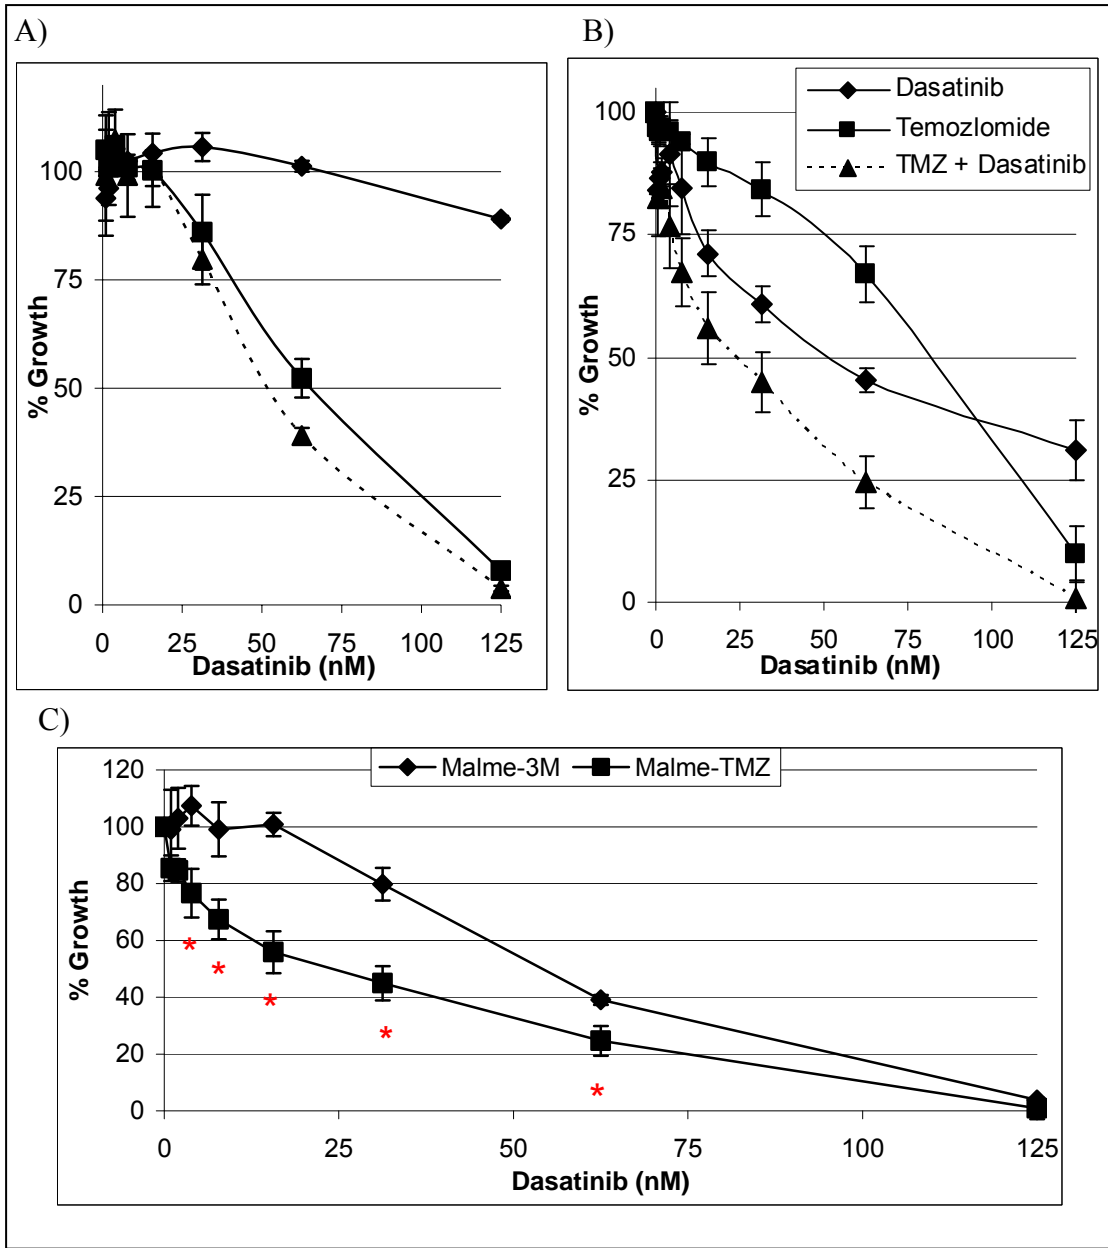 A)
B)
% Growth
100
75
50
25
0
0 25 50 75 100 125
Dasatinib (nM)
Dasatinib
Temozlomide
TMZ + Dasatinib
% Growth
100
75
50
25
0
0 25 50 75 100 125
Dasatinib (nM)
C)
Malme-3M Malme-TMZ
% Growth
120
100
80
60
40
20
0
* * * * *
0 25 50 75 100 125
Dasatinib (nM)